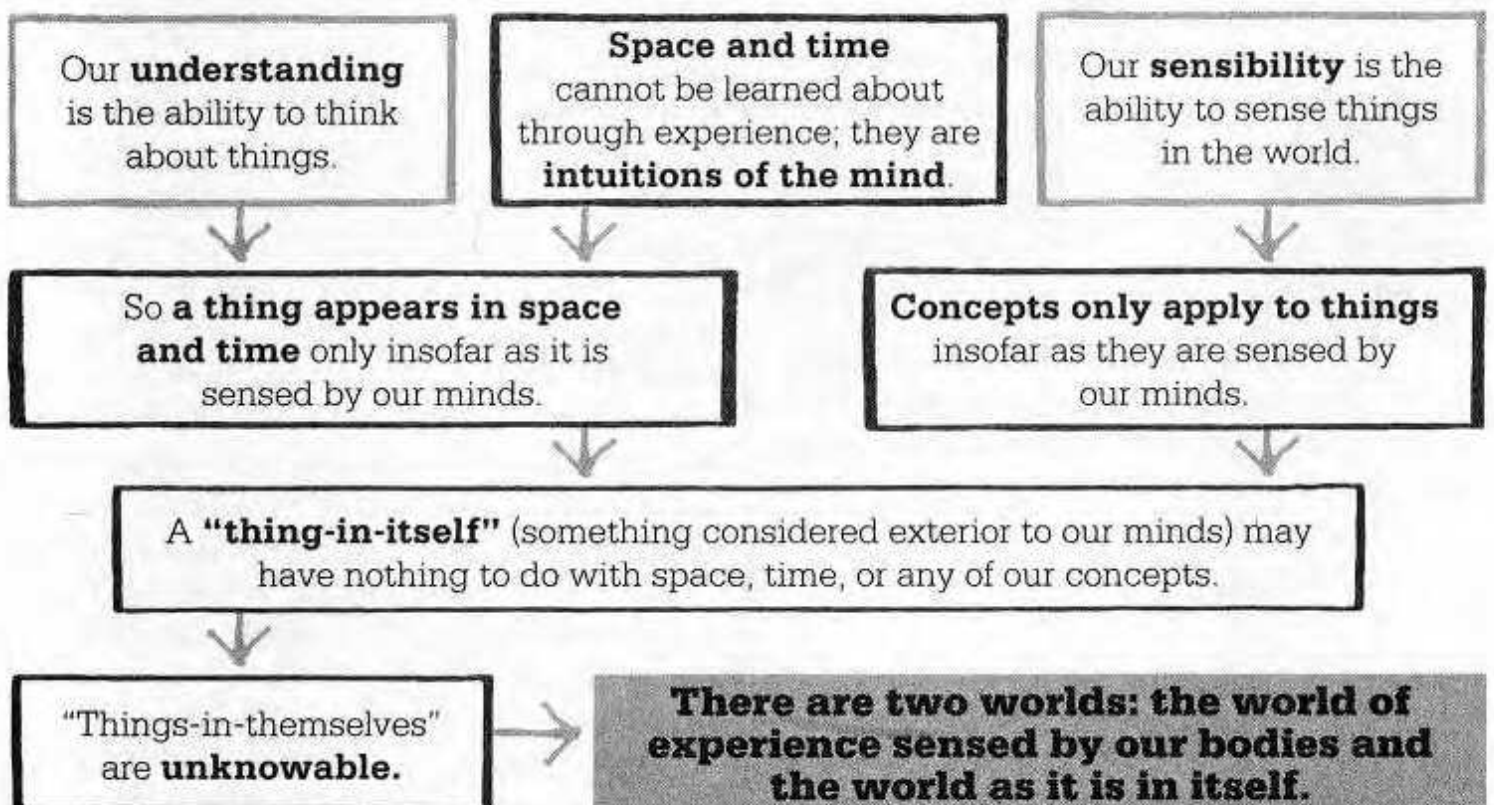 Our understanding
is the ability to think
about things.
Space and time
cannot be learned about
through experience; they are
intuitions of the mind.
Our sensibility is the
ability to sense things
in the world.
So a thing appears in space
and time only insofar as it is
sensed by our minds.
Concepts only apply to things
insofar as they are sensed by
our minds.
A “thing-in-itself” (something considered exterior to our minds) may
have nothing to do with space, time, or any of our concepts.
“Things-in-themselves”
are unknowable.
There are two worlds: the world of
experience sensed by our bodies and
the world as it is in itself.